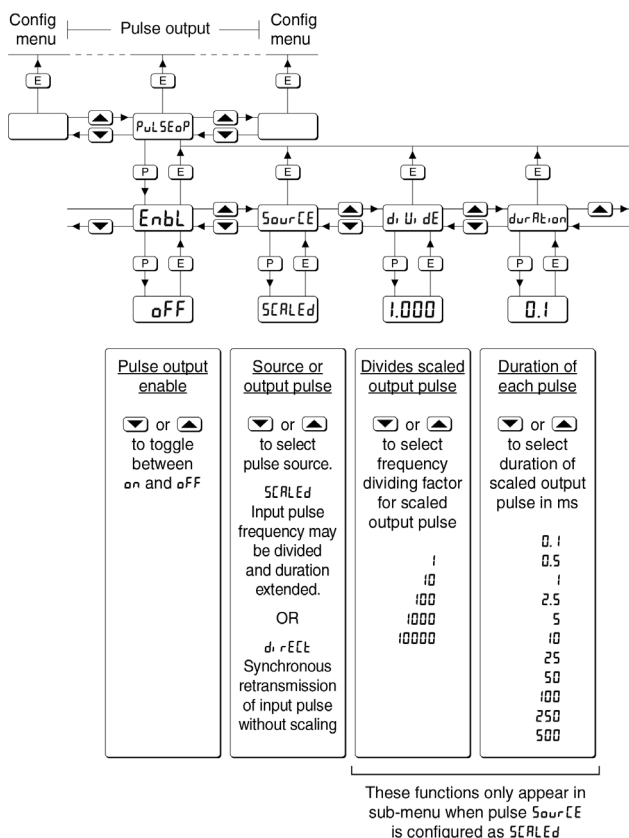 Config menu
Pulse output
Config menu
E E E
PuLSEoP
P E E E E
EnbL SourCE diVidE durAtion
P E P E P E P E
oFF SCALEd 1.000 0.1
Pulse output
enable
or
to toggle
between
on and oFF
Source or
output pulse
or
to select
pulse source.
SCALEd
Input pulse
frequency may
be divided
and duration
extended.
OR
dirECt
Synchronous
retransmission
of input pulse
without scaling
Divides scaled
output pulse
or
to select
frequency
dividing factor
for scaled
output pulse
1
10
100
1000
10000
Duration of
each pulse
or
to select
duration of
scaled output
pulse in ms
0.1
0.5
1
2.5
5
10
25
50
100
250
500
These functions only appear in
sub-menu when pulse SourCE
is configured as SCALEd